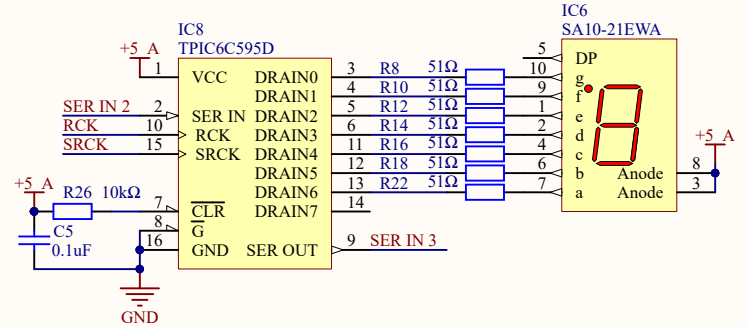 IC8
TPIC6C595D
IC6
SA10-21EWA
+5_A
1 VCC
SER IN 2 2 SER IN
RCK 10 RCK
SRCK 15 SRCK
+5_A
R26 10kΩ 7 CLR
C5
0.1uF
8 G
16 GND
GND
DRAIN0 3 R8 51Ω 10 g
DRAIN1 4 R10 51Ω 9 f
DRAIN2 5 R12 51Ω 1 e
DRAIN3 6 R14 51Ω 2 d
DRAIN4 11 R16 51Ω 4 c
DRAIN5 12 R18 51Ω 6 b
DRAIN6 13 R22 51Ω 7 a
DRAIN7 14
SER OUT 9 SER IN 3
5 DP
+5_A
Anode 8
Anode 3